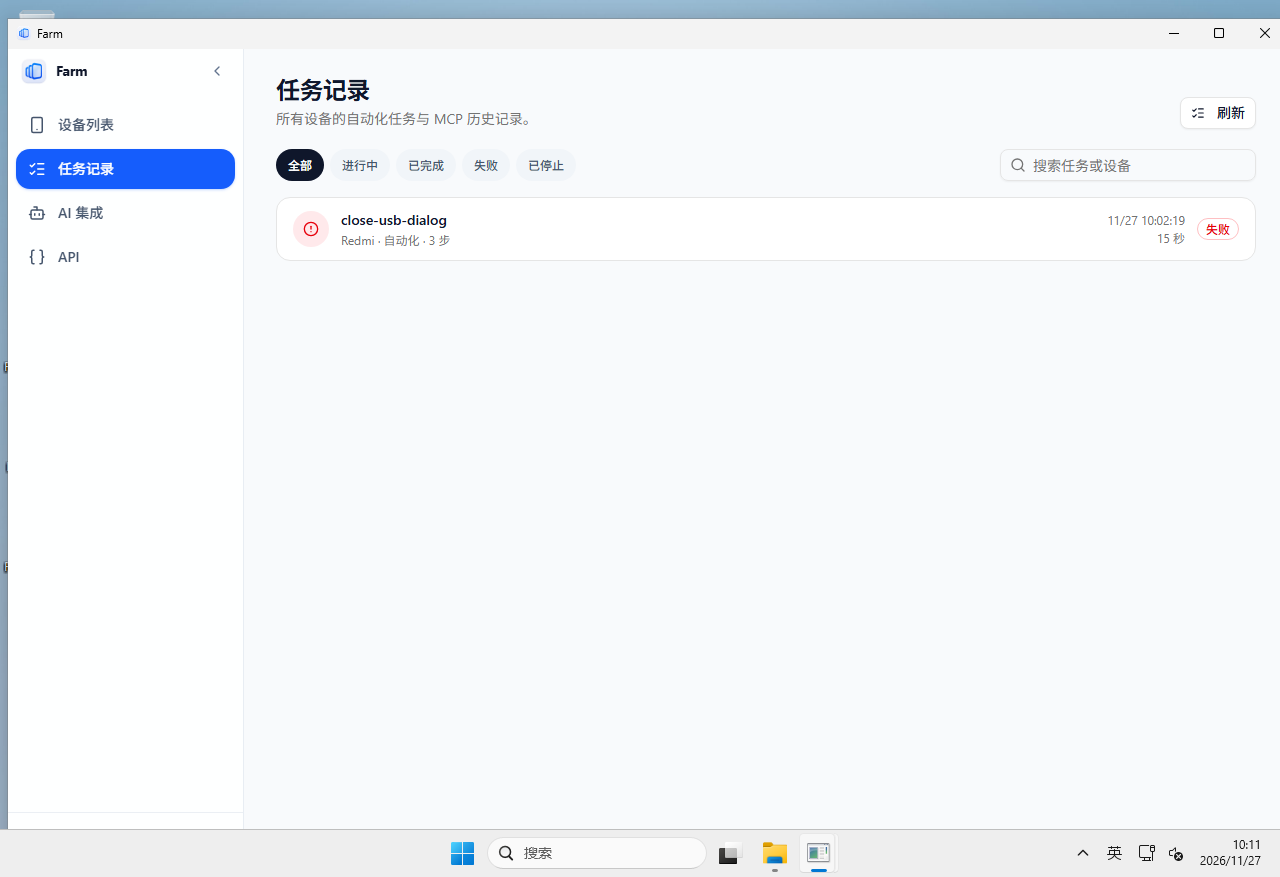 Farm
Farm
设备列表
任务记录
AI 集成
API
任务记录
所有设备的自动化任务与 MCP 历史记录。
刷新
全部
进行中
已完成
失败
已停止
搜索任务或设备
close-usb-dialog
Redmi · 自动化 · 3 步
11/27 10:02:19
15 秒
失败
搜索
英
10:11
2026/11/27